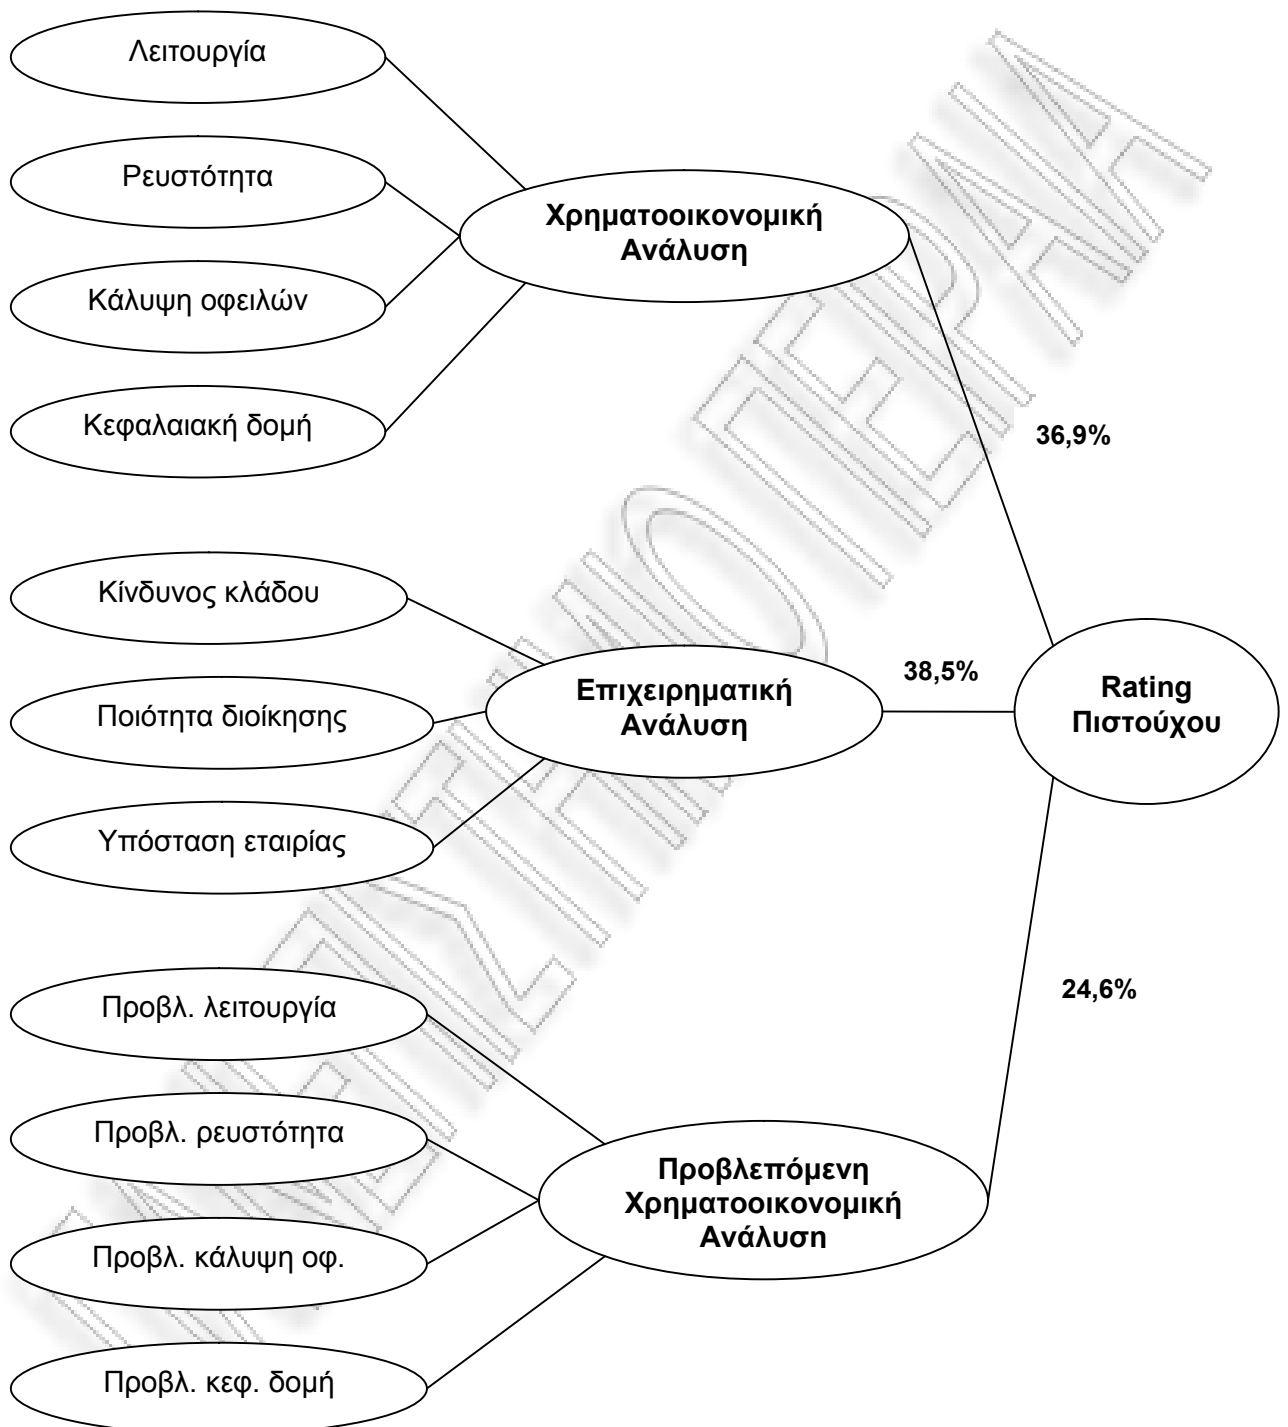 Λειτουργία
Ρευστότητα
Κάλυψη οφειλών
Κεφαλαιακή δομή
Χρηματοοικονομική
Ανάλυση
36,9%
Κίνδυνος κλάδου
Ποιότητα διοίκησης
Υπόσταση εταιρίας
Επιχειρηματική
Ανάλυση
38,5%
Rating
Πιστούχου
24,6%
Προβλ. λειτουργία
Προβλ. ρευστότητα
Προβλ. κάλυψη οφ.
Προβλ. κεφ. δομή
Προβλεπόμενη
Χρηματοοικονομική
Ανάλυση